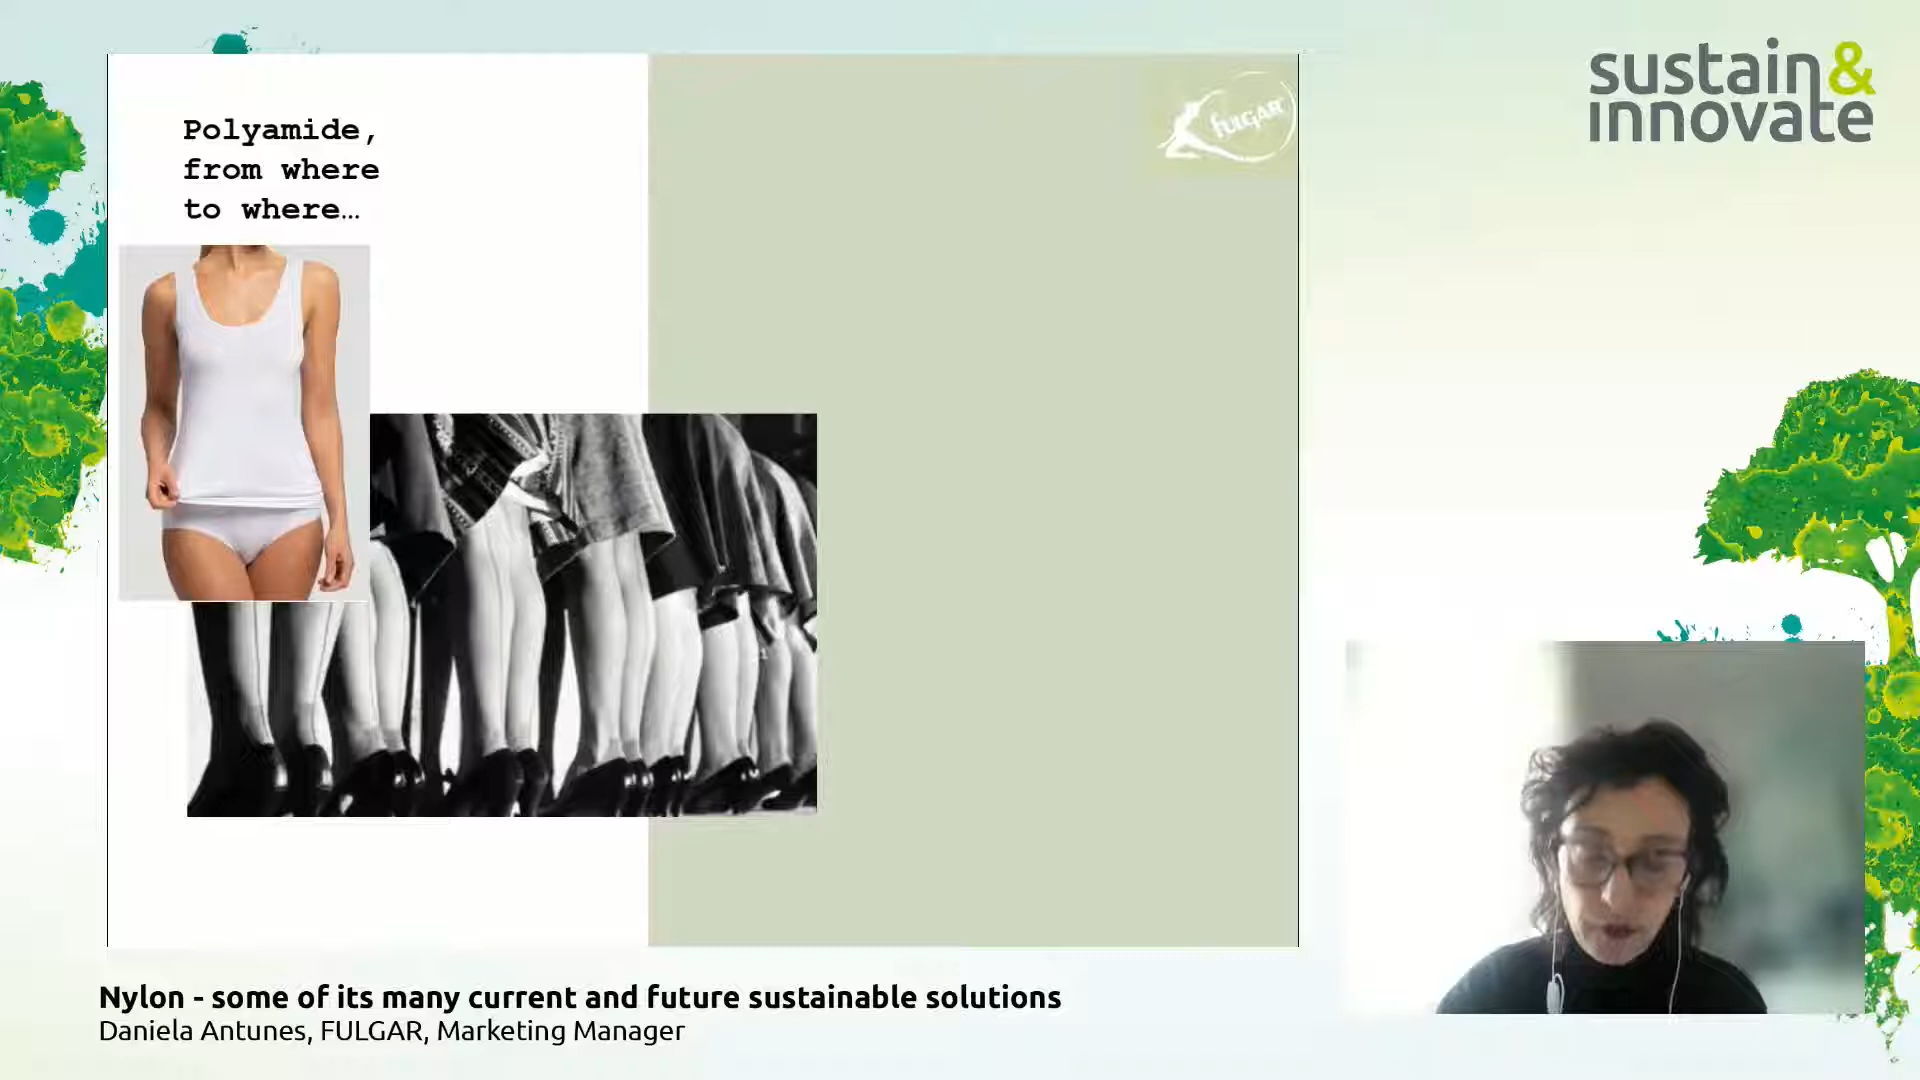 sustain&
innovate
FULGAR
Polyamide,
from where
to where…
Nylon - some of its many current and future sustainable solutions
Daniela Antunes, FULGAR, Marketing Manager